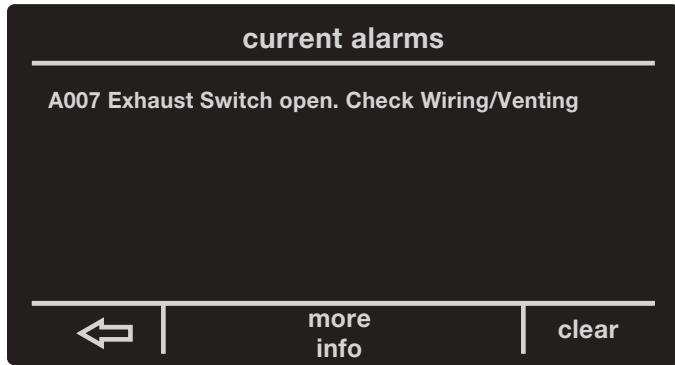 current alarms
A007 Exhaust Switch open. Check Wiring/Venting
more
info
clear